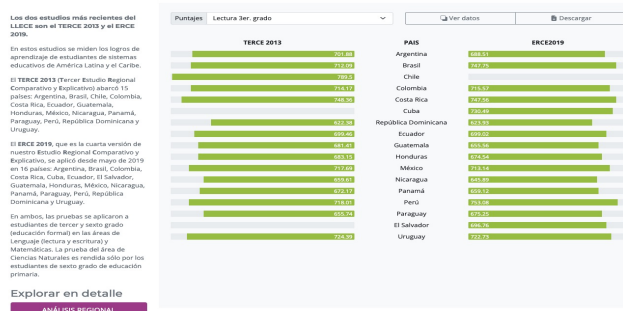 Los dos estudios más recientes del
LLECE son el TERCE 2013 y el ERCE
2019.
En estos estudios se miden los logros de
aprendizaje de estudiantes de sistemas
educativos de América Latina y el Caribe.
El TERCE 2013 (Tercer Estudio Regional
Comparativo y Explicativo) abarcó 15
países: Argentina, Brasil, Chile, Colombia,
Costa Rica, Ecuador, Guatemala,
Honduras, México, Nicaragua, Panamá,
Paraguay, Perú, República Dominicana y
Uruguay.
El ERCE 2019, que es la cuarta versión de
nuestro Estudio Regional Comparativo y
Explicativo, se aplicó desde mayo de 2019
en 16 países: Argentina, Brasil, Colombia,
Costa Rica, Cuba, Ecuador, El Salvador,
Guatemala, Honduras, México, Nicaragua,
Panamá, Paraguay, Perú, República
Dominicana y Uruguay.
En ambos, las pruebas se aplicaron a
estudiantes de tercer y sexto grado
(educación formal) en las áreas de
Lenguaje (lectura y escritura) y
Matemáticas. La prueba del área de
Ciencias Naturales es rendida sólo por los
estudiantes de sexto grado de educación
primaria.
Explorar en detalle
ANÁLISIS REGIONAL
Puntajes Lectura 3er. grado Ver datos Descargar
TERCE 2013 PAIS ERCE2019
701.88 Argentina 688.51
712.09 Brasil 747.75
789.5 Chile
714.17 Colombia 715.57
748.36 Costa Rica 747.56
Cuba 730.49
622.38 República Dominicana 623.93
699.46 Ecuador 699.02
681.41 Guatemala 655.56
683.15 Honduras 674.54
717.69 México 713.14
659.61 Nicaragua 645.89
672.17 Panamá 659.12
718.01 Perú 753.08
655.74 Paraguay 675.25
El Salvador 696.76
724.39 Uruguay 722.73